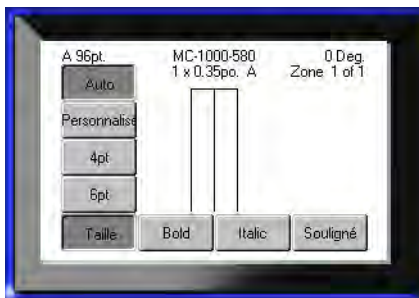 A 96pt. MC-1000-580 0 Deg.
1 x 0.35po. A Zone 1 of 1
Auto
Personnalisé
4pt
6pt
Taille Bold Italic Souligné